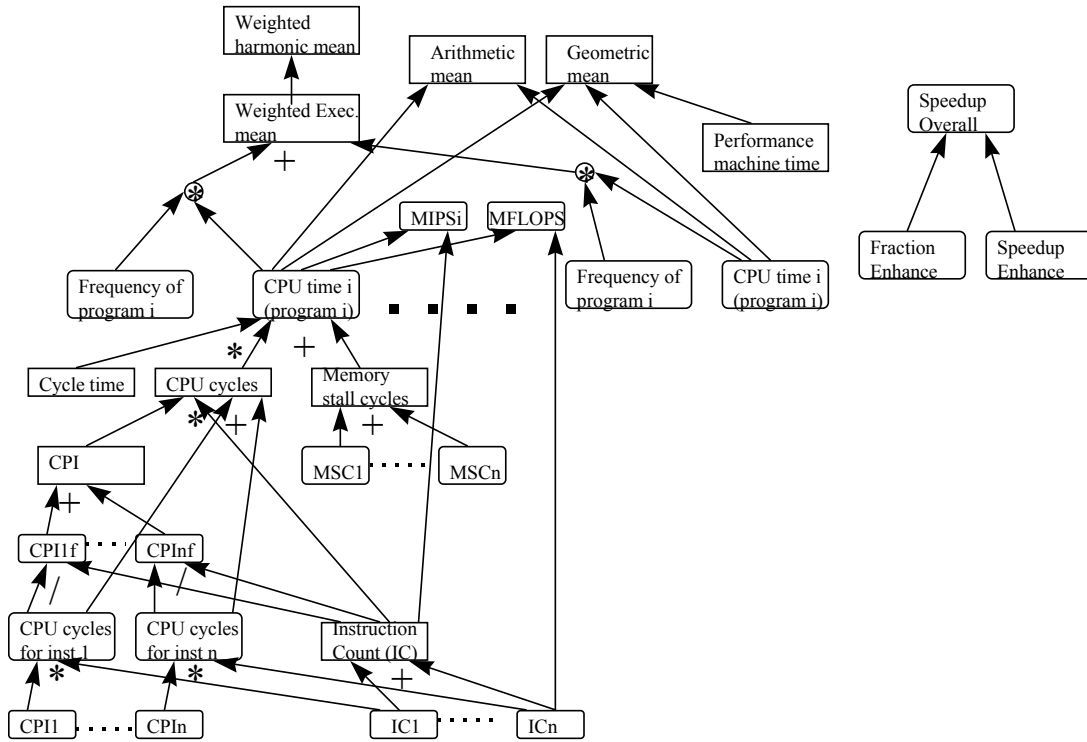 Weighted
harmonic mean
Arithmetic
mean
Geometric
mean
Speedup
Overall
Weighted Exec.
mean
+
Performance
machine time
*
*
MIPSi
MFLOPS
Fraction
Enhance
Speedup
Enhance
Frequency of
program i
CPU time i
(program i)
Frequency of
program i
CPU time i
(program i)
*
+
Cycle time
CPU cycles
Memory
stall cycles
*
+
+
CPI
MSC1
MSCn
+
CPI1f
CPInf
/
/
CPU cycles
for inst 1
CPU cycles
for inst n
Instruction
Count (IC)
*
*
+
CPI1
CPIn
IC1
ICn